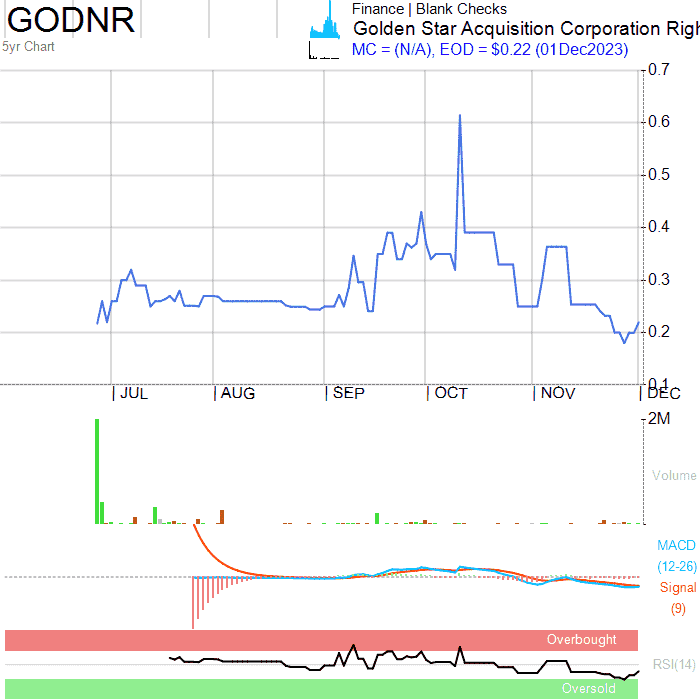 GODNR
Finance | Blank Checks
Golden Star Acquisition Corporation Righ
5yr Chart
MC = (N/A), EOD = $0.22 (01Dec2023)
0.7
0.6
0.5
0.4
0.3
0.2
0.1
| JUL | AUG | SEP | OCT | NOV | DEC
2M
Volume
MACD
(12-26)
Signal
(9)
Overbought
RSI(14)
Oversold